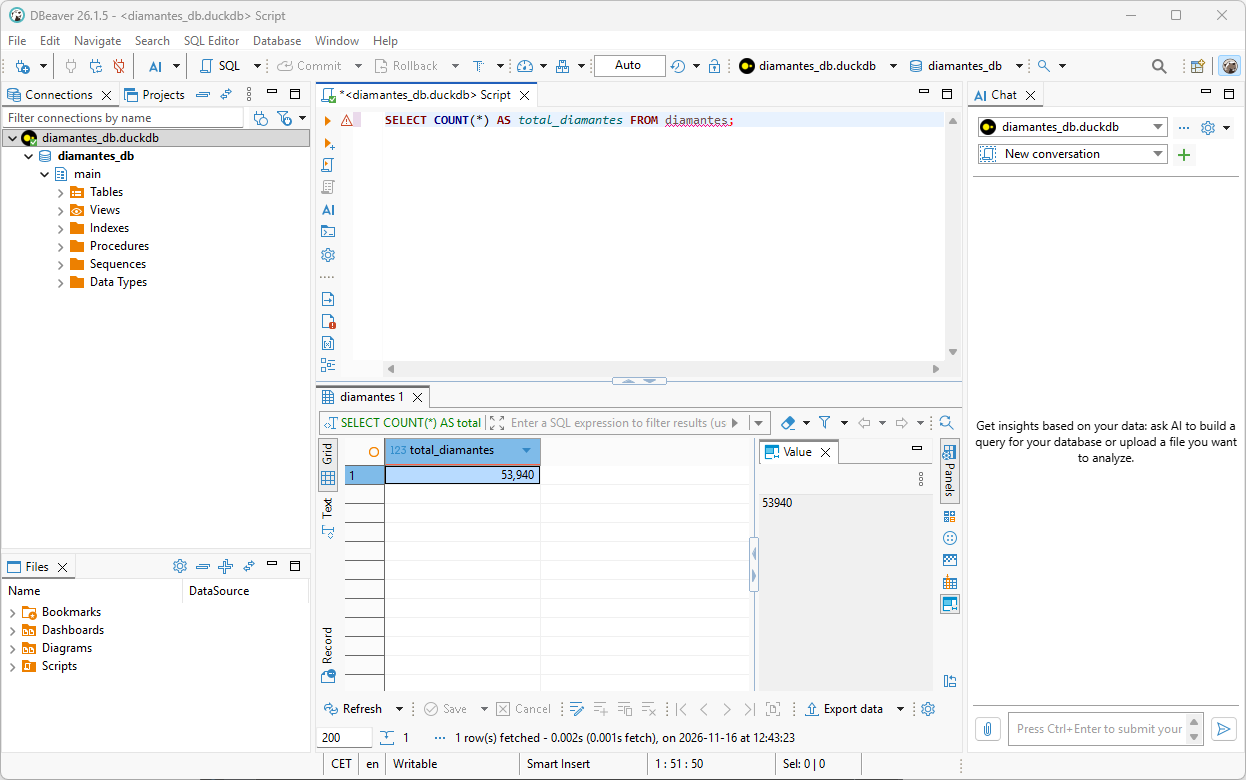 DBeaver 26.1.5 - <diamantes_db.duckdb> Script
File Edit Navigate Search SQL Editor Database Window Help
AI SQL Commit Rollback T Auto diamantes_db.duckdb diamantes_db
Connections Projects
Filter connections by name
diamantes_db.duckdb
diamantes_db
main
Tables
Views
Indexes
Procedures
Sequences
Data Types
Files
Name DataSource
Bookmarks
Dashboards
Diagrams
Scripts
*<diamantes_db.duckdb> Script
SELECT COUNT(*) AS total_diamantes FROM diamantes;
AI
diamantes 1
SELECT COUNT(*) AS total Enter a SQL expression to filter results (us
Grid
Text
Record
123 total_diamantes
1 53,940
Value
53940
Panels
Refresh Save Cancel Export data
200 1 1 row(s) fetched - 0.002s (0.001s fetch), on 2026-11-16 at 12:43:23
AI Chat
diamantes_db.duckdb
New conversation
Get insights based on your data: ask AI to build a
query for your database or upload a file you want
to analyze.
Press Ctrl+Enter to submit your
CET en Writable Smart Insert 1 : 51 : 50 Sel: 0 | 0